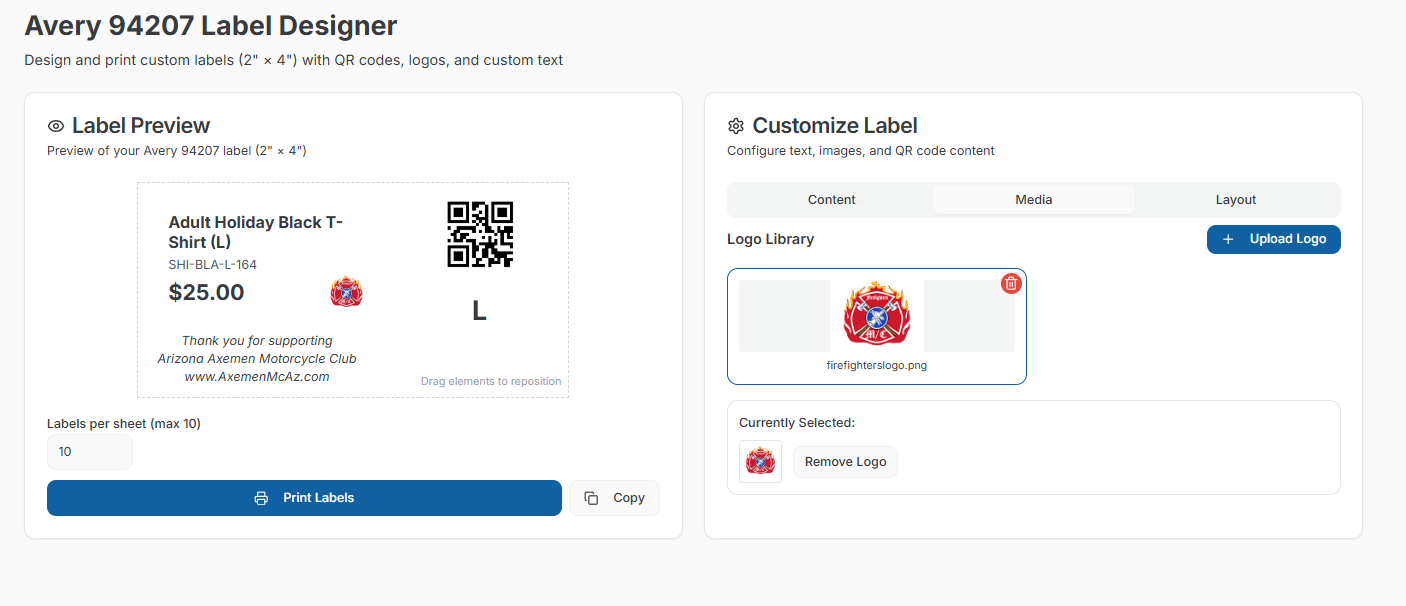 Avery 94207 Label Designer
Design and print custom labels (2" × 4") with QR codes, logos, and custom text
Label Preview
Preview of your Avery 94207 label (2" × 4")
Adult Holiday Black T-
Shirt (L)
SHI-BLA-L-164
$25.00
L
Thank you for supporting
Arizona Axemen Motorcycle Club
www.AxemenMcAz.com
Drag elements to reposition
Labels per sheet (max 10)
10
Print Labels
Copy
Customize Label
Configure text, images, and QR code content
Content
Media
Layout
Logo Library
Upload Logo
M/C
firefighterslogo.png
Currently Selected:
Remove Logo